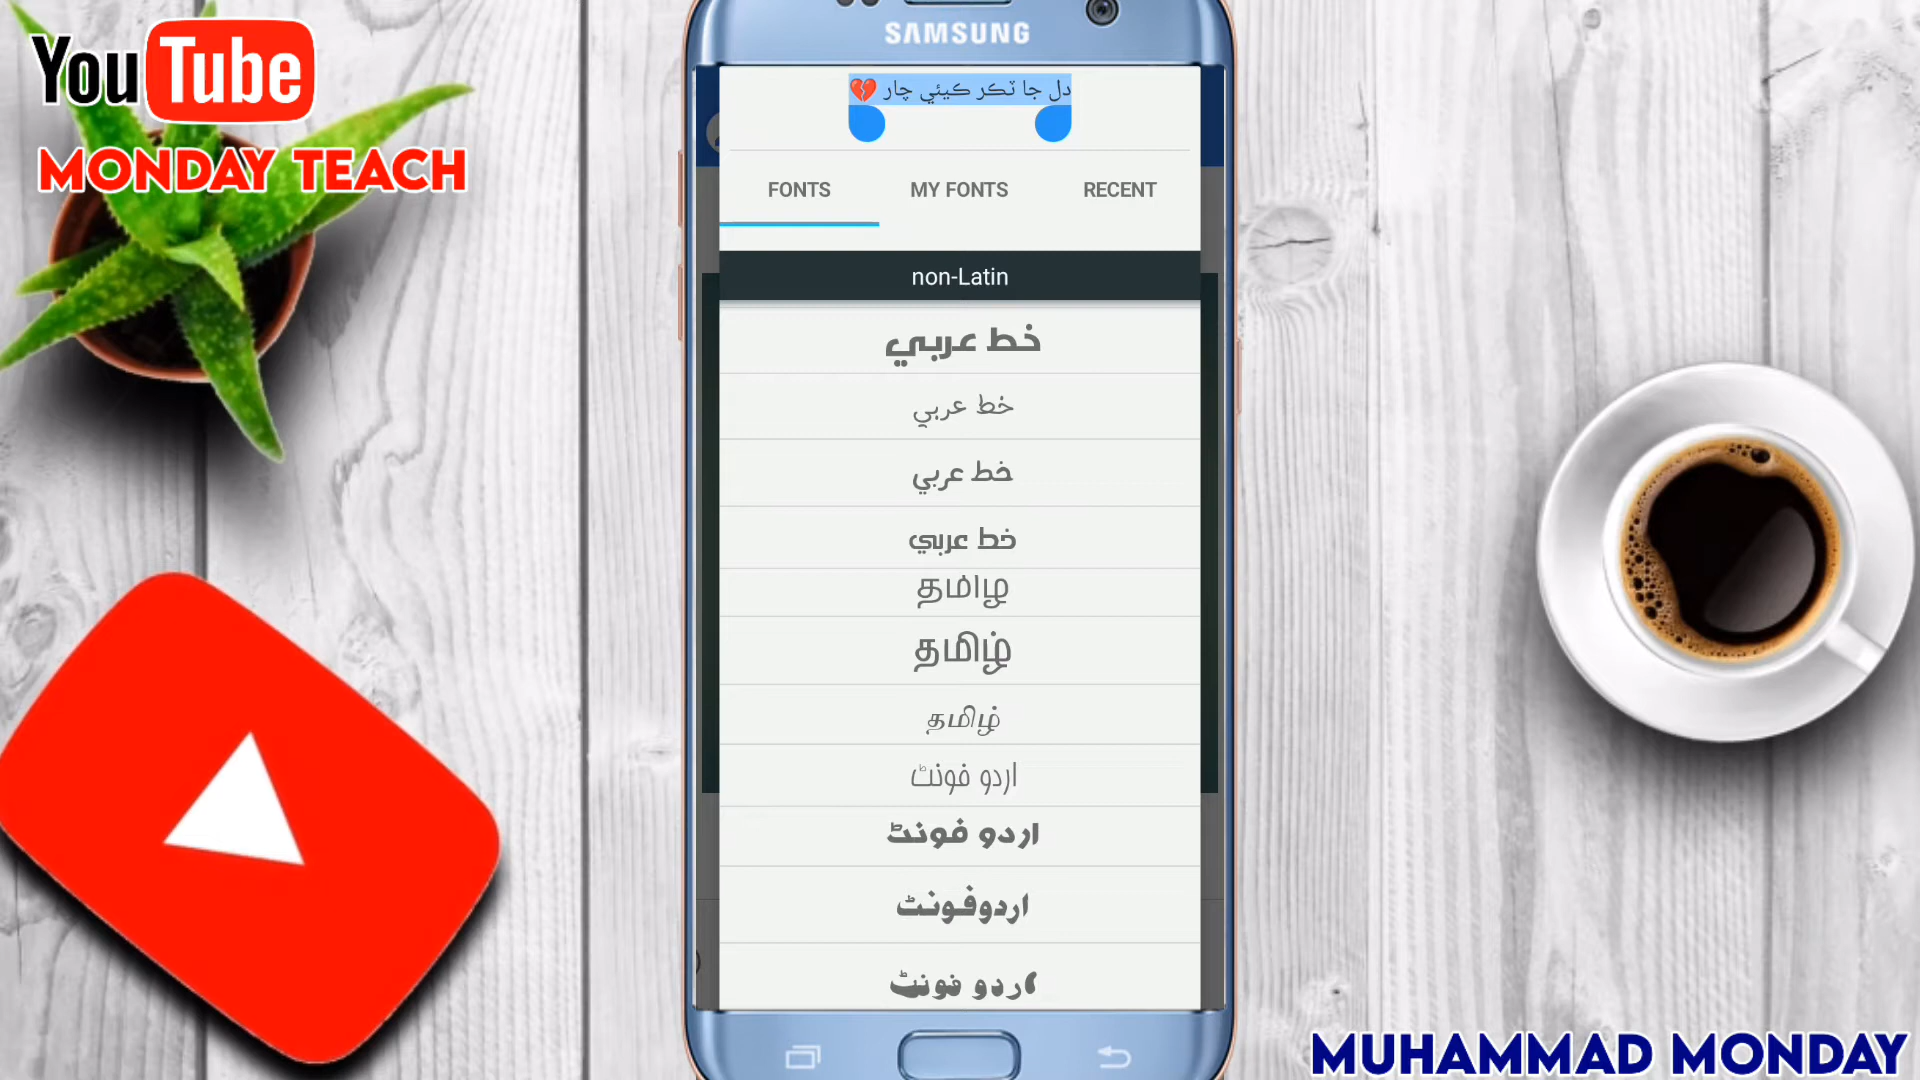 YouTube
MONDAY TEACH
SAMSUNG
دل جا ٽڪر ڪيئي چار 💔
FONTS
MY FONTS
RECENT
non-Latin
خط عربي
خط عربي
خط عربي
خط عربي
தமிழ்
தமிழ்
தமிழ்
اردو فونٹ
اردو فونٹ
اردوفونٹ
اردو فونٹ
MUHAMMAD MONDAY